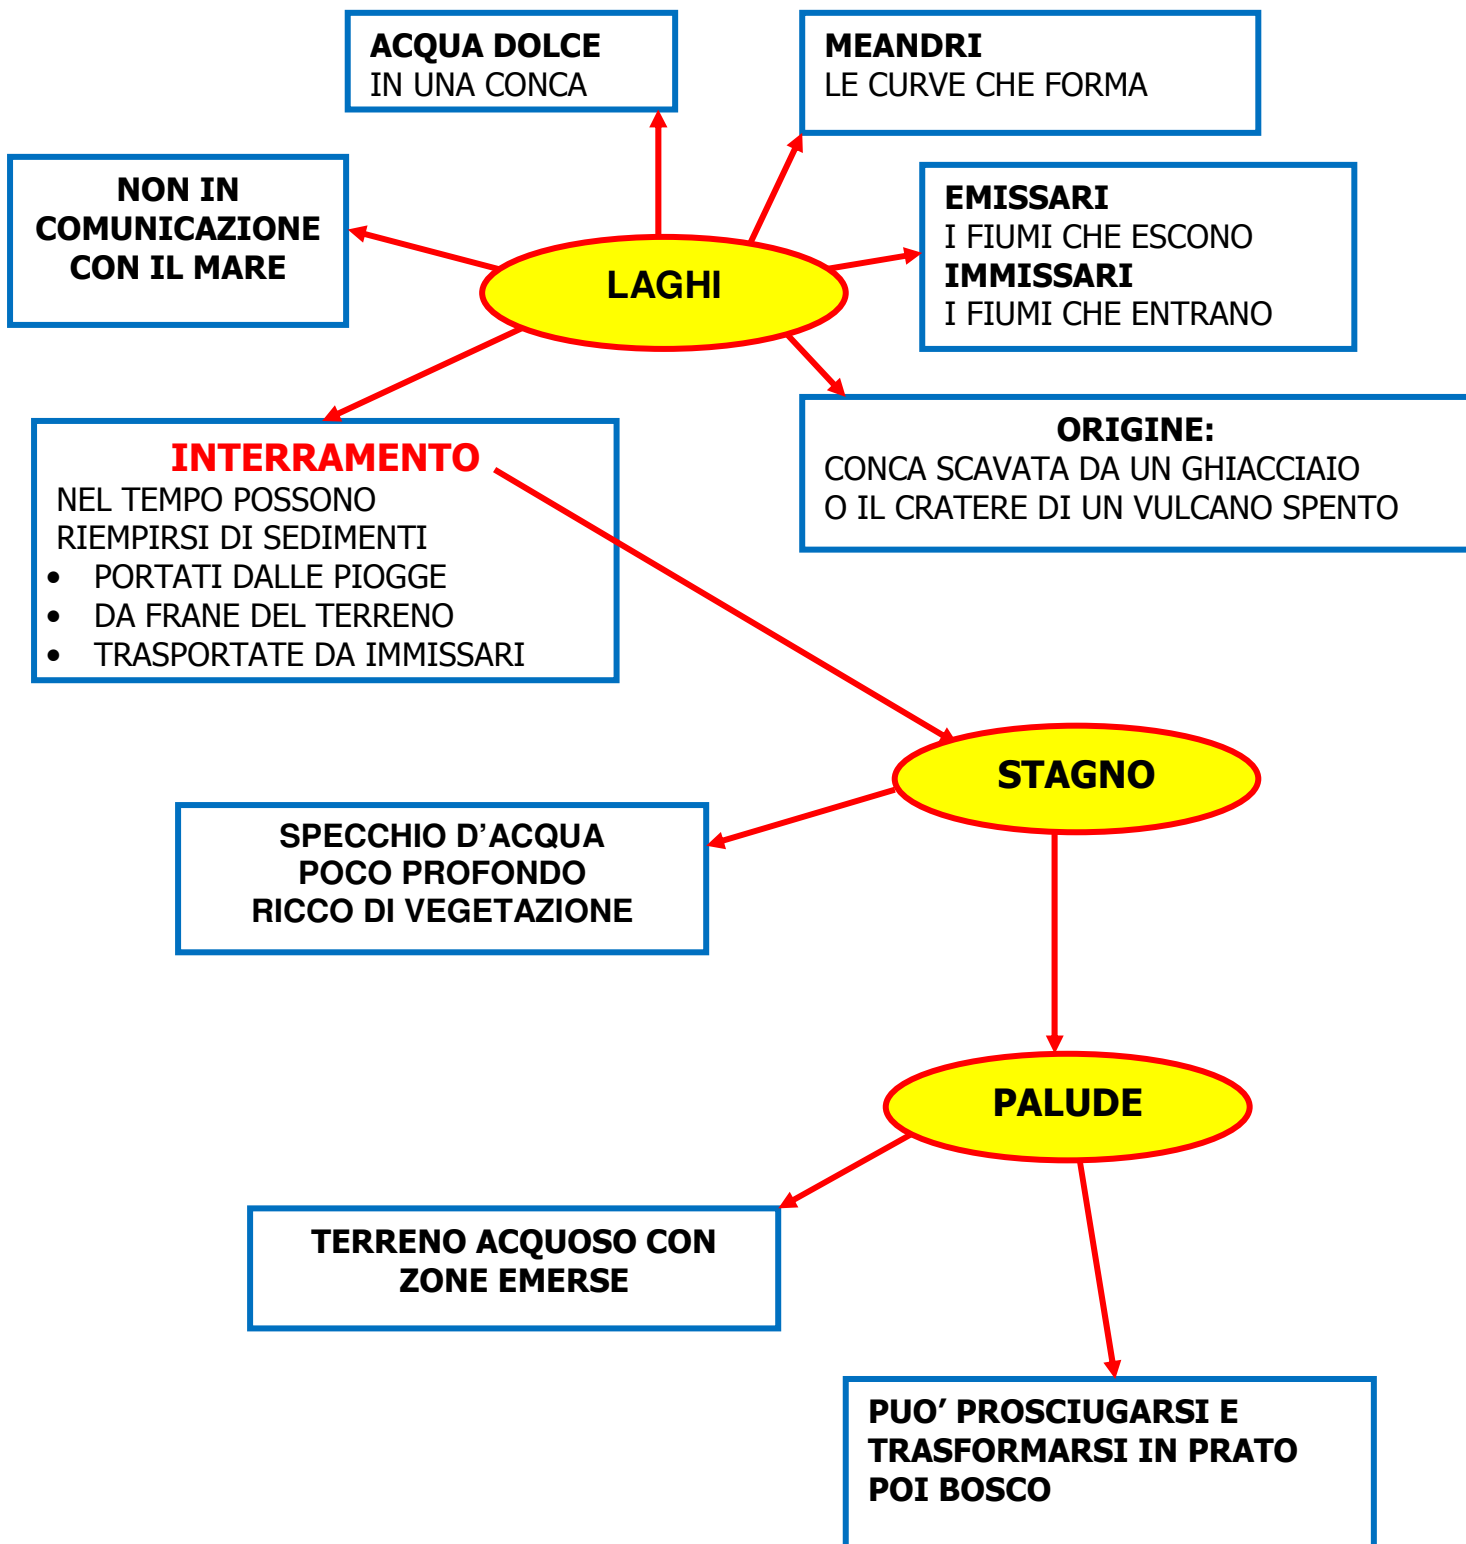 ACQUA DOLCE
IN UNA CONCA
MEANDRI
LE CURVE CHE FORMA
NON IN
COMUNICAZIONE
CON IL MARE
EMISSARI
I FIUMI CHE ESCONO
IMMISSARI
I FIUMI CHE ENTRANO
LAGHI
INTERRAMENTO
NEL TEMPO POSSONO
RIEMPIRSI DI SEDIMENTI
• PORTATI DALLE PIOGGE
• DA FRANE DEL TERRENO
• TRASPORTATE DA IMMISSARI
ORIGINE:
CONCA SCAVATA DA UN GHIACCIAIO
O IL CRATERE DI UN VULCANO SPENTO
STAGNO
SPECCHIO D’ACQUA
POCO PROFONDO
RICCO DI VEGETAZIONE
PALUDE
TERRENO ACQUOSO CON
ZONE EMERSE
PUO’ PROSCIUGARSI E
TRASFORMARSI IN PRATO
POI BOSCO